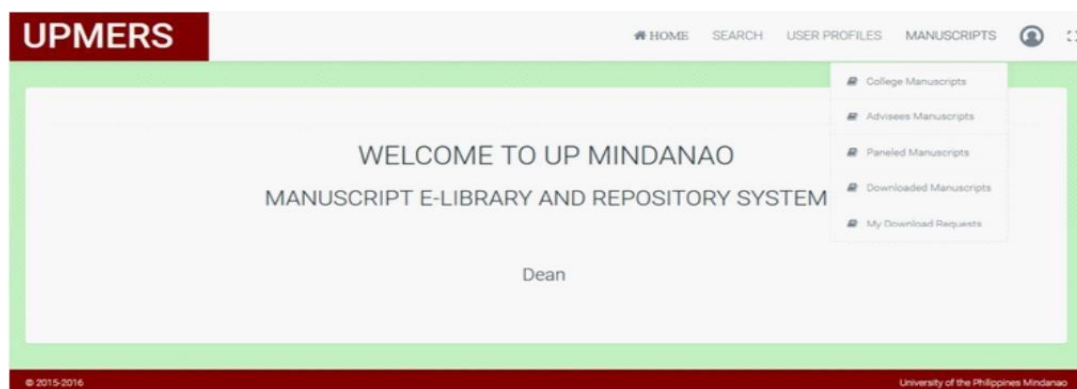 UPMERS
HOME SEARCH USER PROFILES MANUSCRIPTS
College Manuscripts
Advisees Manuscripts
Paneled Manuscripts
Downloaded Manuscripts
My Download Requests
WELCOME TO UP MINDANAO
MANUSCRIPT E-LIBRARY AND REPOSITORY SYSTEM
Dean
© 2015-2016 University of the Philippines Mindanao